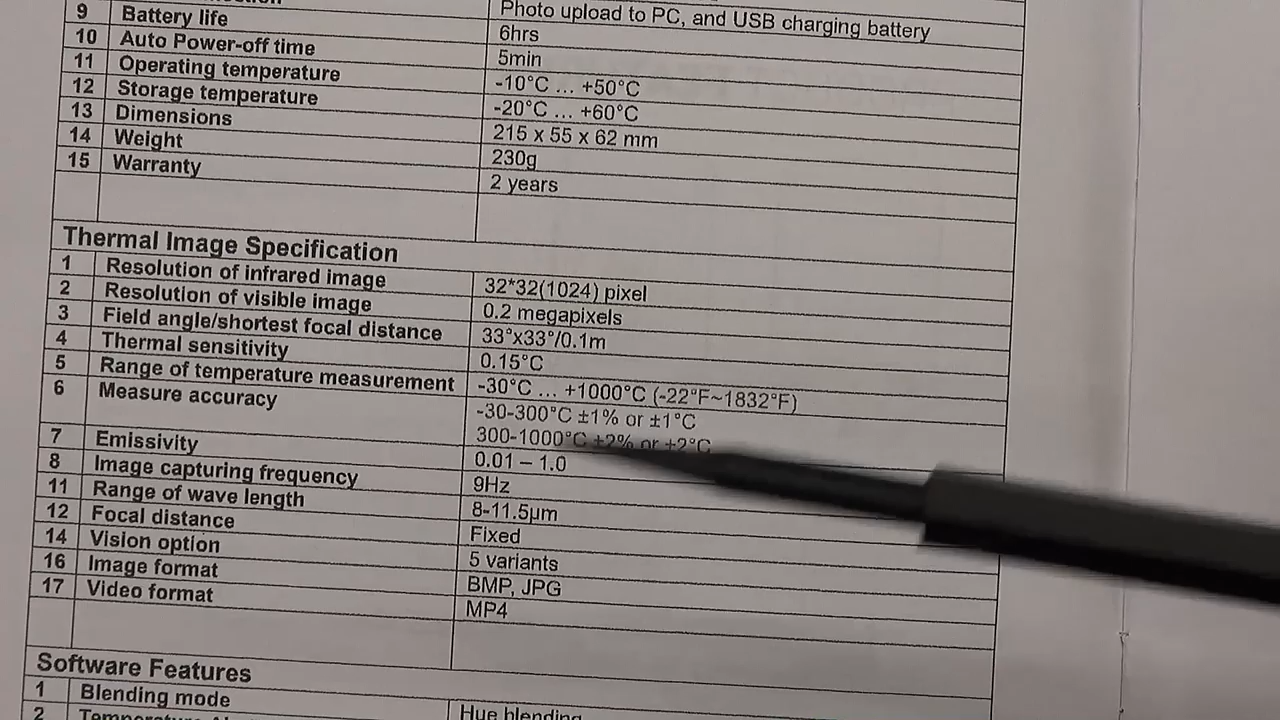 9 Battery life Photo upload to PC, and USB charging battery
10 Auto Power-off time 6hrs
11 Operating temperature 5min
12 Storage temperature -10°C ... +50°C
13 Dimensions -20°C ... +60°C
14 Weight 215 x 55 x 62 mm
15 Warranty 230g
2 years
Thermal Image Specification
1 Resolution of infrared image 32*32(1024) pixel
2 Resolution of visible image 0.2 megapixels
3 Field angle/shortest focal distance 33°x33°/0.1m
4 Thermal sensitivity 0.15°C
5 Range of temperature measurement -30°C ... +1000°C (-22°F~1832°F)
6 Measure accuracy -30-300°C ±1% or ±1°C
300-1000°C ±2% or ±2°C
7 Emissivity 0.01 – 1.0
8 Image capturing frequency 9Hz
11 Range of wave length 8-11.5µm
12 Focal distance Fixed
14 Vision option 5 variants
16 Image format BMP, JPG
17 Video format MP4
Software Features
1 Blending mode Hue blending
2